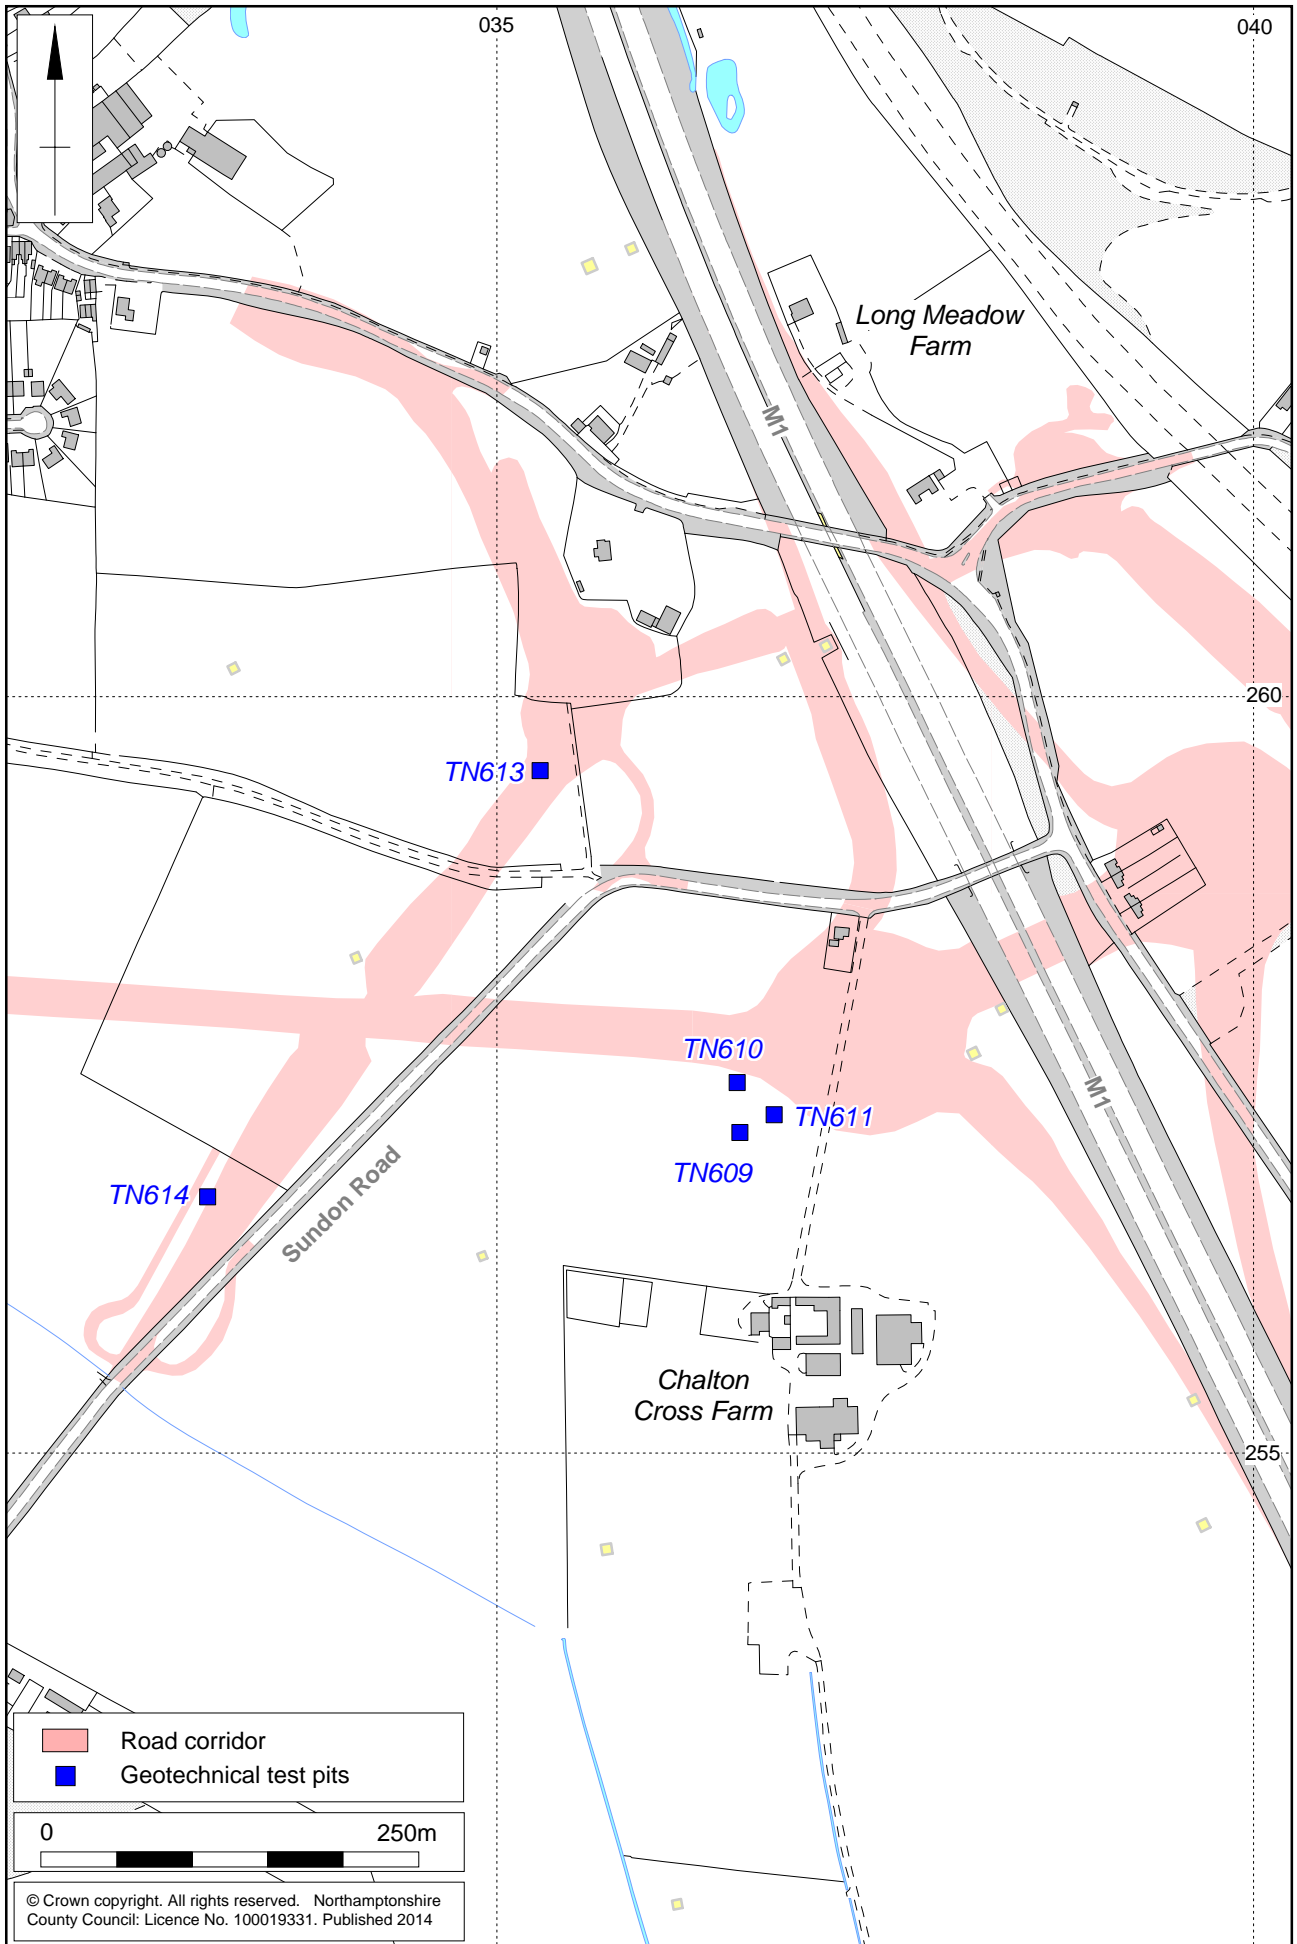 035
040
Long Meadow
Farm
M1
260
TN613
TN610
TN611
TN609
M1
TN614
Sundon Road
Chalton
Cross Farm
255
Road corridor
Geotechnical test pits
0 250m
© Crown copyright. All rights reserved. Northamptonshire
County Council: Licence No. 100019331. Published 2014